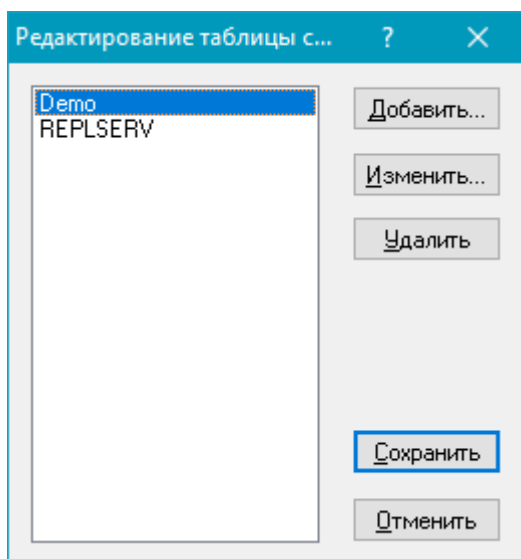 Редактирование таблицы с... ?
Demo
REPLSERV
Добавить...
Изменить...
Удалить
Сохранить
Отменить